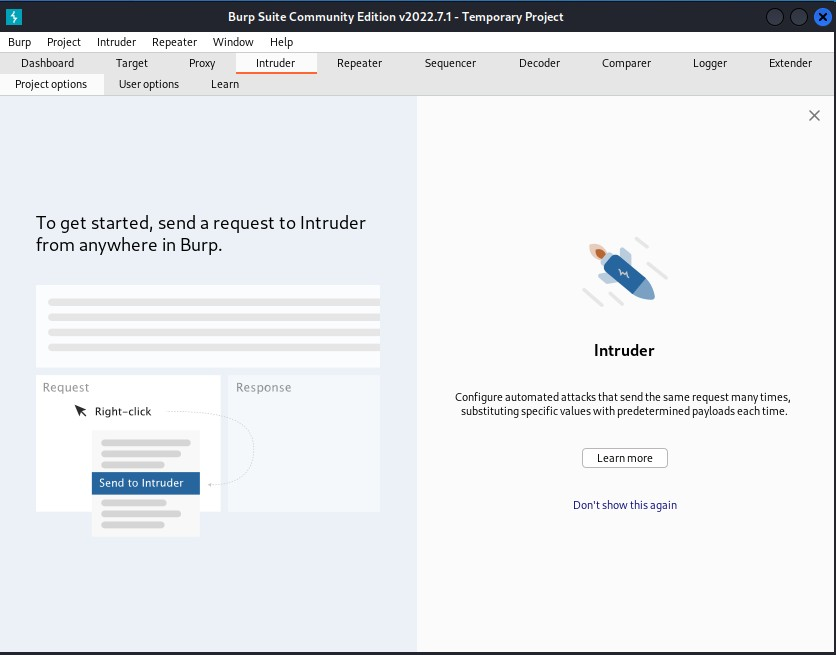 Burp Suite Community Edition v2022.7.1 - Temporary Project
Burp Project Intruder Repeater Window Help
Dashboard Target Proxy Intruder Repeater Sequencer Decoder Comparer Logger Extender
Project options User options Learn
To get started, send a request to Intruder
from anywhere in Burp.
Request Response
Right-click
Send to Intruder
Intruder
Configure automated attacks that send the same request many times,
substituting specific values with predetermined payloads each time.
Learn more
Don't show this again